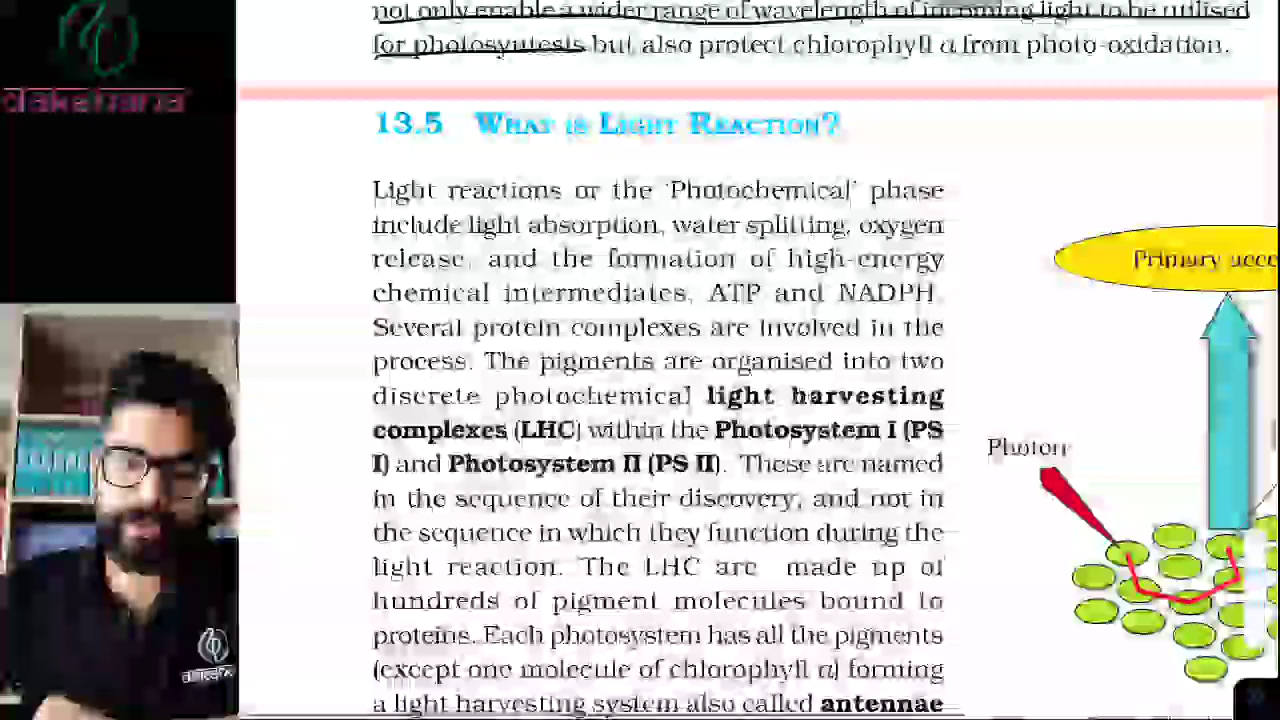 not only enable a wider range of wavelength of incoming light to be utilised
for photosyntesis but also protect chlorophyll a from photo-oxidation.
13.5 WHAT IS LIGHT REACTION?
Light reactions or the 'Photochemical' phase
include light absorption, water splitting, oxygen
release, and the formation of high-energy
chemical intermediates, ATP and NADPH.
Several protein complexes are involved in the
process. The pigments are organised into two
discrete photochemical light harvesting
complexes (LHC) within the Photosystem I (PS
I) and Photosystem II (PS II). These are named
in the sequence of their discovery, and not in
the sequence in which they function during the
light reaction. The LHC are made up of
hundreds of pigment molecules bound to
proteins. Each photosystem has all the pigments
(except one molecule of chlorophyll a) forming
a light harvesting system also called antennae
Primary acce
Photon